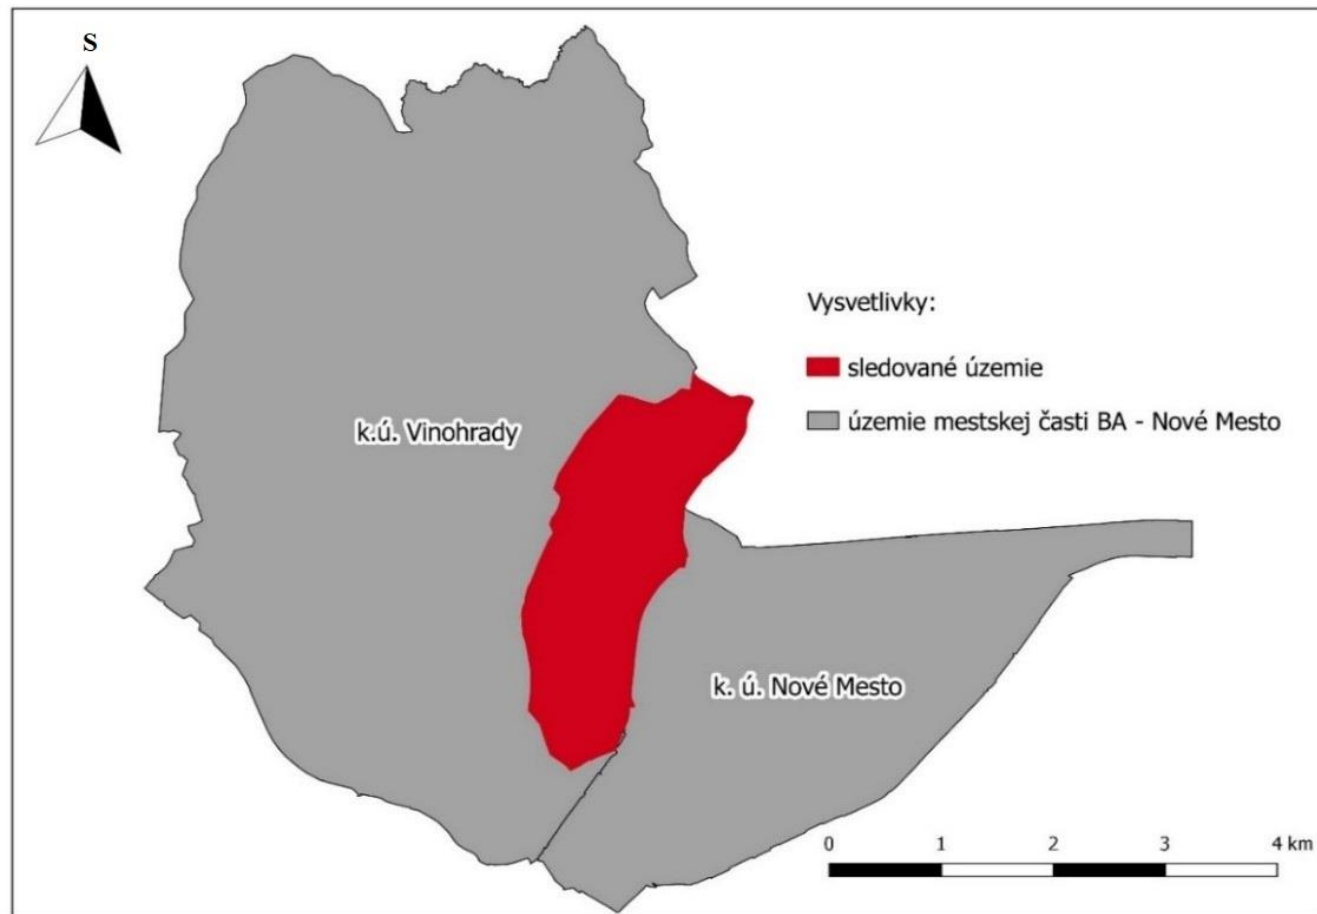 S
Vysvetlivky:
sledované územie
k.ú. Vinohrady
územie mestskej časti BA - Nové Mesto
k. ú. Nové Mesto
0 1 2 3 4 km